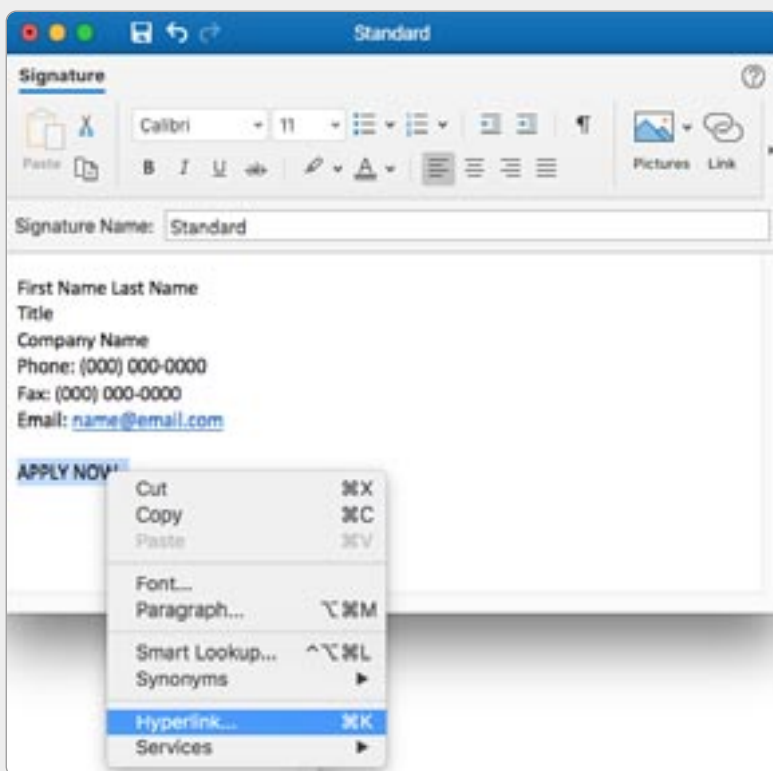 Standard
Signature
Calibri 11
Paste
B I U ab A
Pictures Link
Signature Name: Standard
First Name Last Name
Title
Company Name
Phone: (000) 000-0000
Fax: (000) 000-0000
Email: name@email.com
APPLY NOW
Cut ⌘X
Copy ⌘C
Paste ⌘V
Font...
Paragraph... ⌥⌘M
Smart Lookup... ^⌥⌘L
Synonyms
Hyperlink... ⌘K
Services